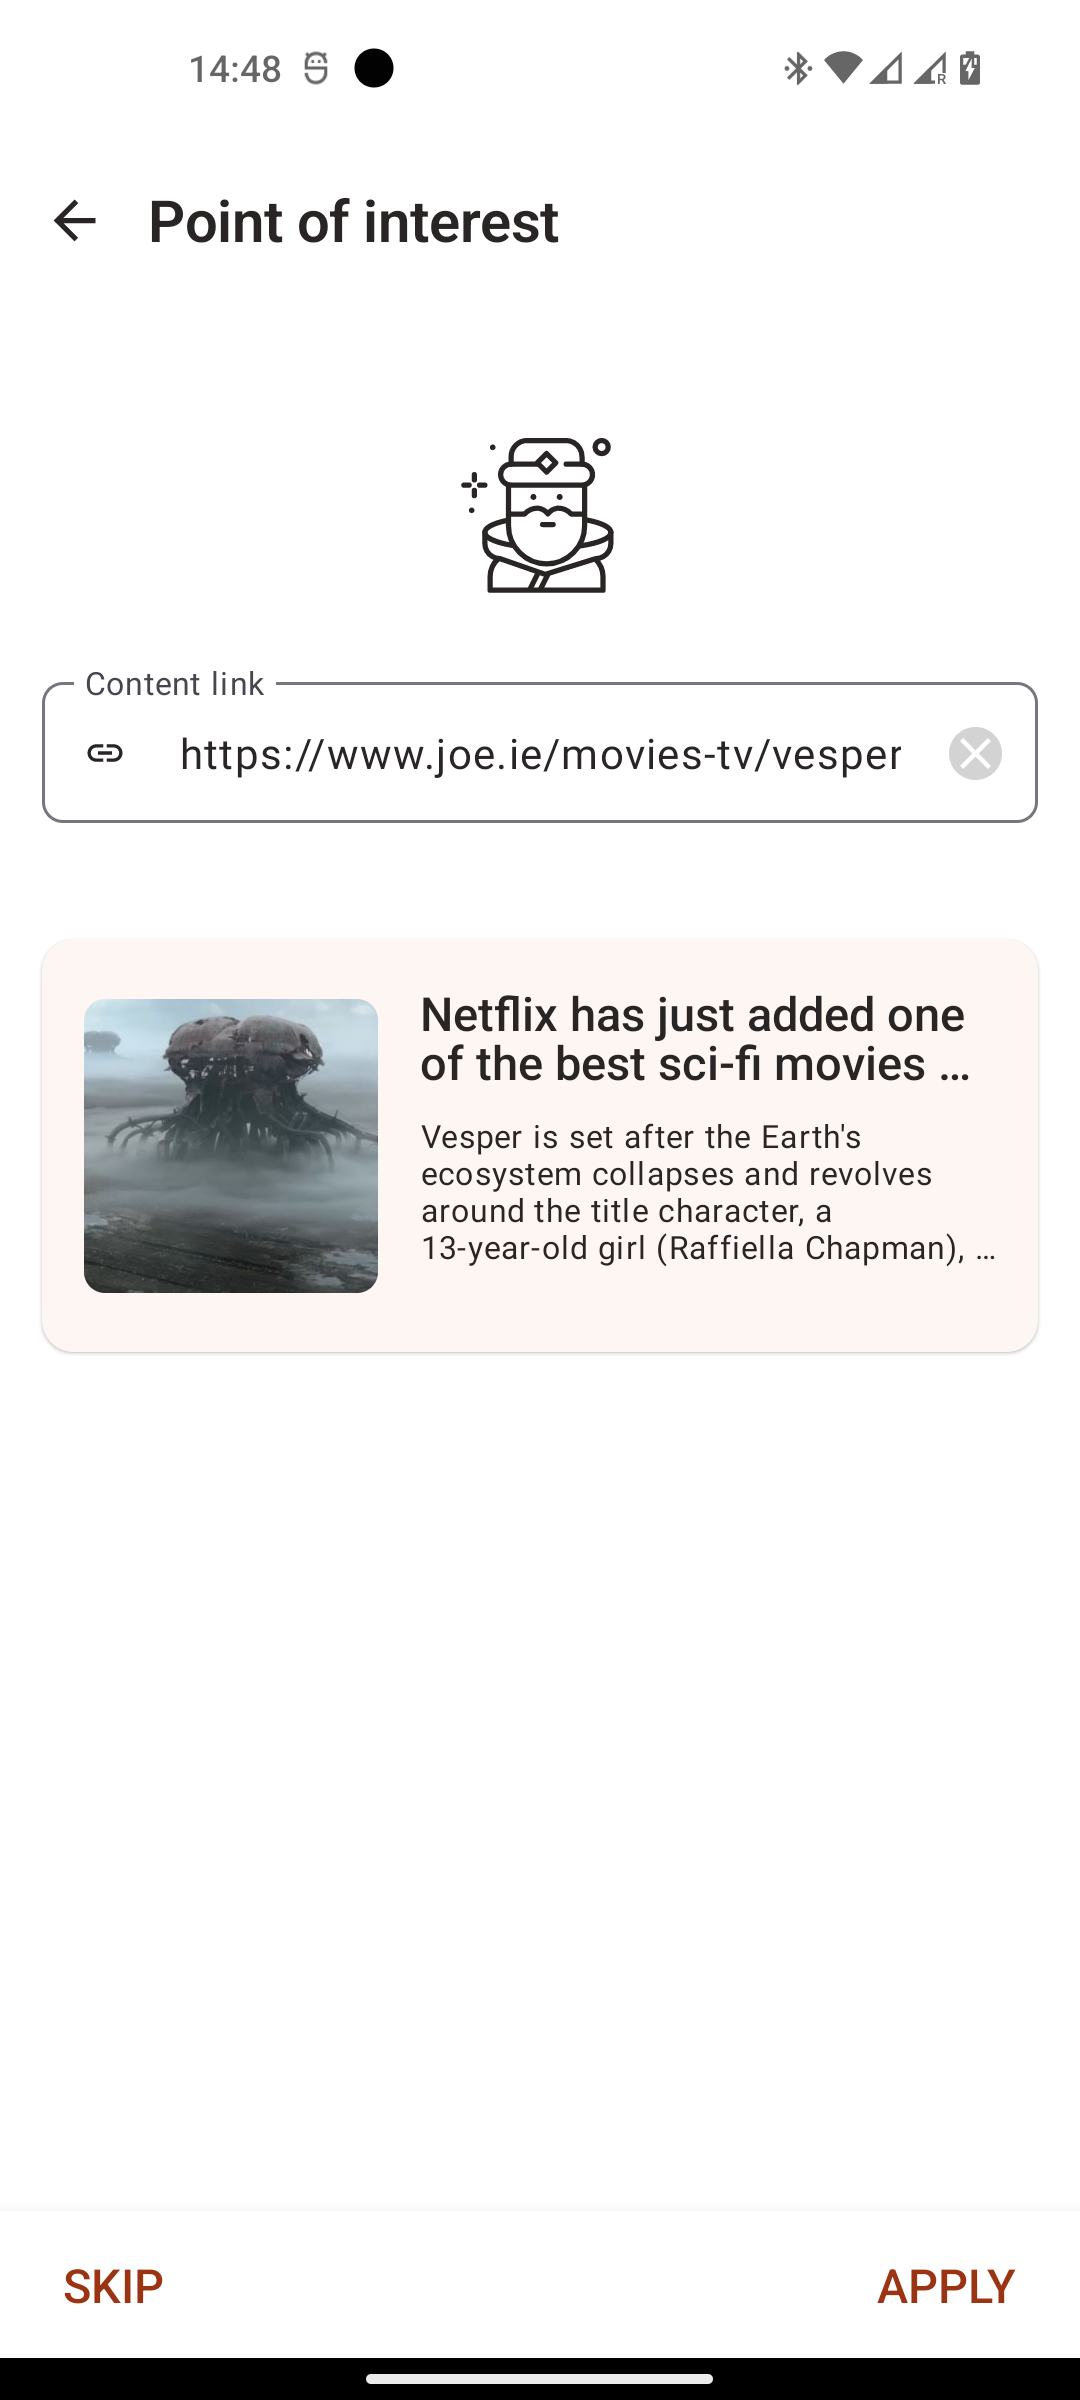 14:48
Point of interest
Content link
https://www.joe.ie/movies-tv/vesper
Netflix has just added one
of the best sci-fi movies ...
Vesper is set after the Earth's
ecosystem collapses and revolves
around the title character, a
13-year-old girl (Raffiella Chapman), ...
SKIP
APPLY